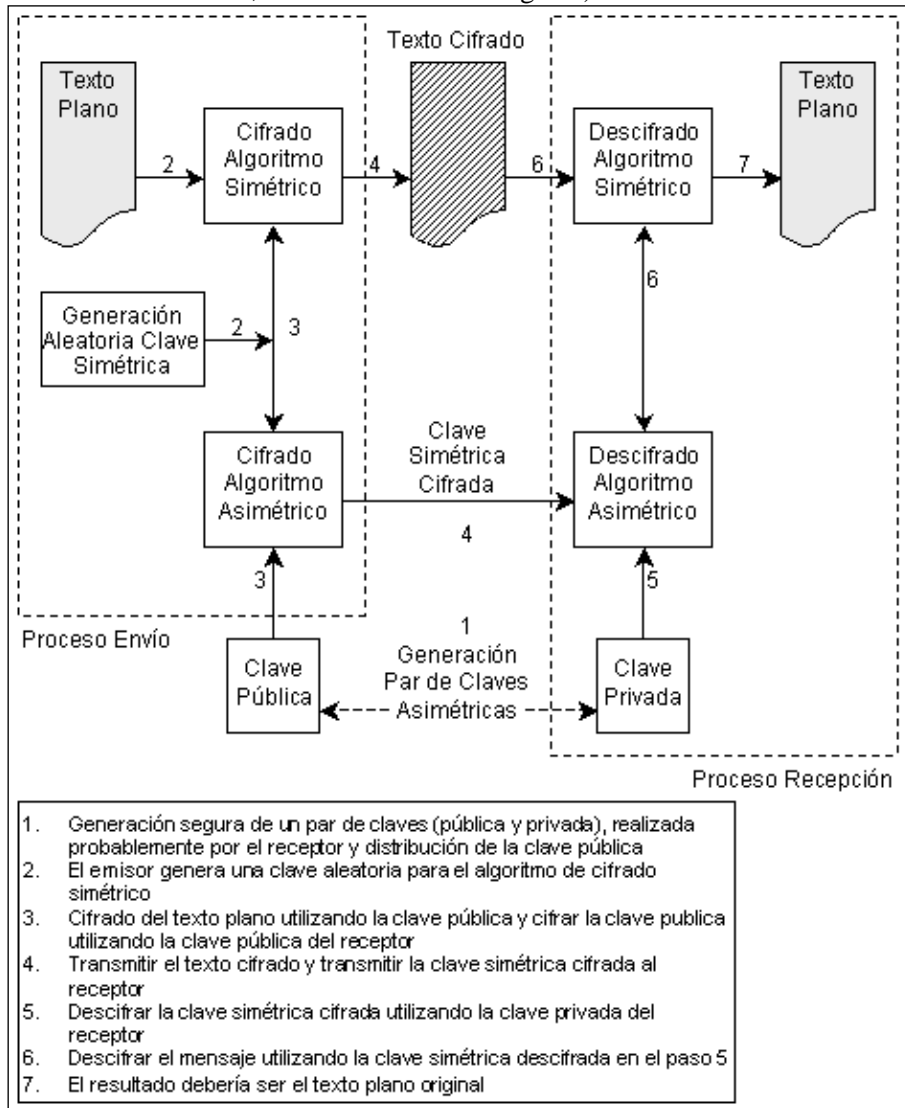 Texto Cifrado
Texto
Plano
2
Cifrado
Algoritmo
Simétrico
4
6
Descifrado
Algoritmo
Simétrico
7
Texto
Plano
Generación
Aleatoria Clave
Simétrica
2
3
6
Cifrado
Algoritmo
Asimétrico
Clave
Simétrica
Cifrada
4
Descifrado
Algoritmo
Asimétrico
3
5
Proceso Envío
Clave
Pública
1
Generación
Par de Claves
Asimétricas
Clave
Privada
Proceso Recepción
1. Generación segura de un par de claves (pública y privada), realizada
probablemente por el receptor y distribución de la clave pública
2. El emisor genera una clave aleatoria para el algoritmo de cifrado
simétrico
3. Cifrado del texto plano utilizando la clave pública y cifrar la clave publica
utilizando la clave pública del receptor
4. Transmitir el texto cifrado y transmitir la clave simétrica cifrada al
receptor
5. Descifrar la clave simétrica cifrada utilizando la clave privada del
receptor
6. Descifrar el mensaje utilizando la clave simétrica descifrada en el paso 5
7. El resultado debería ser el texto plano original